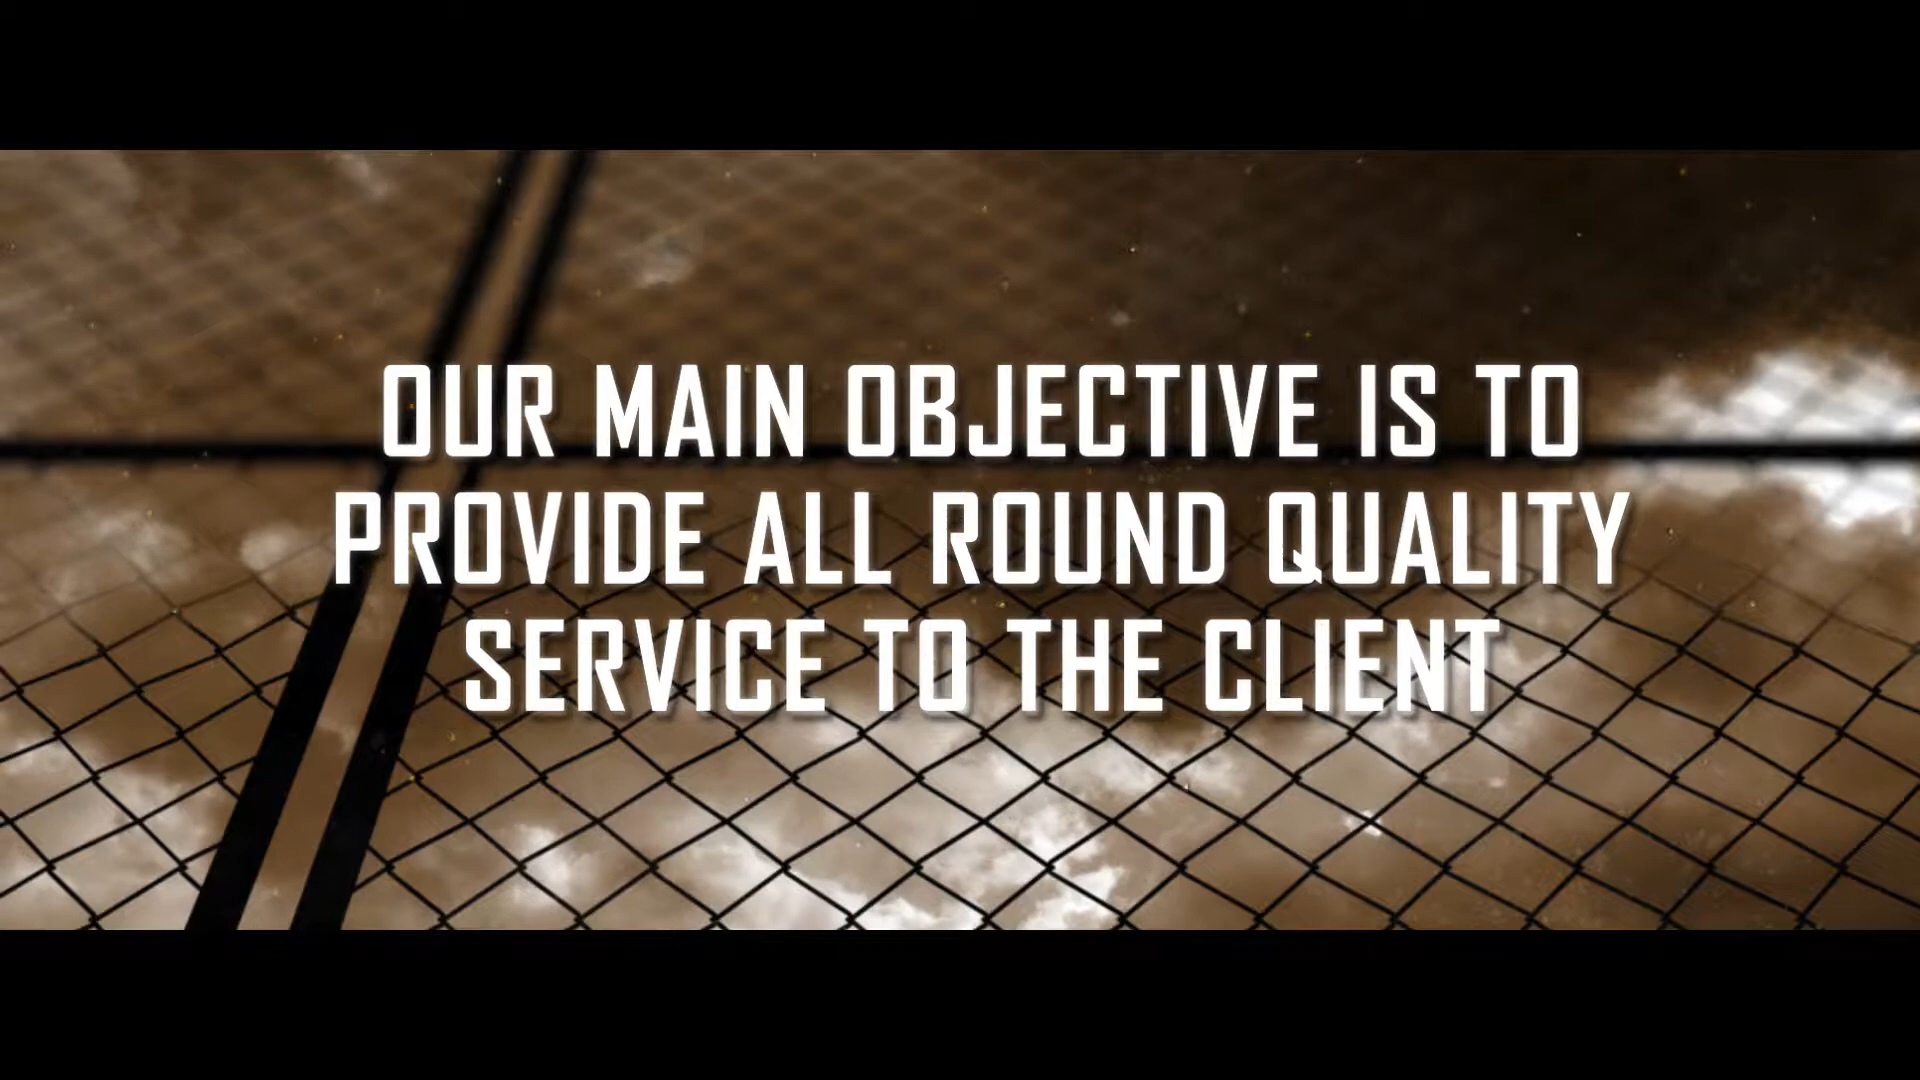 OUR MAIN OBJECTIVE IS TO
PROVIDE ALL ROUND QUALITY
SERVICE TO THE CLIENT